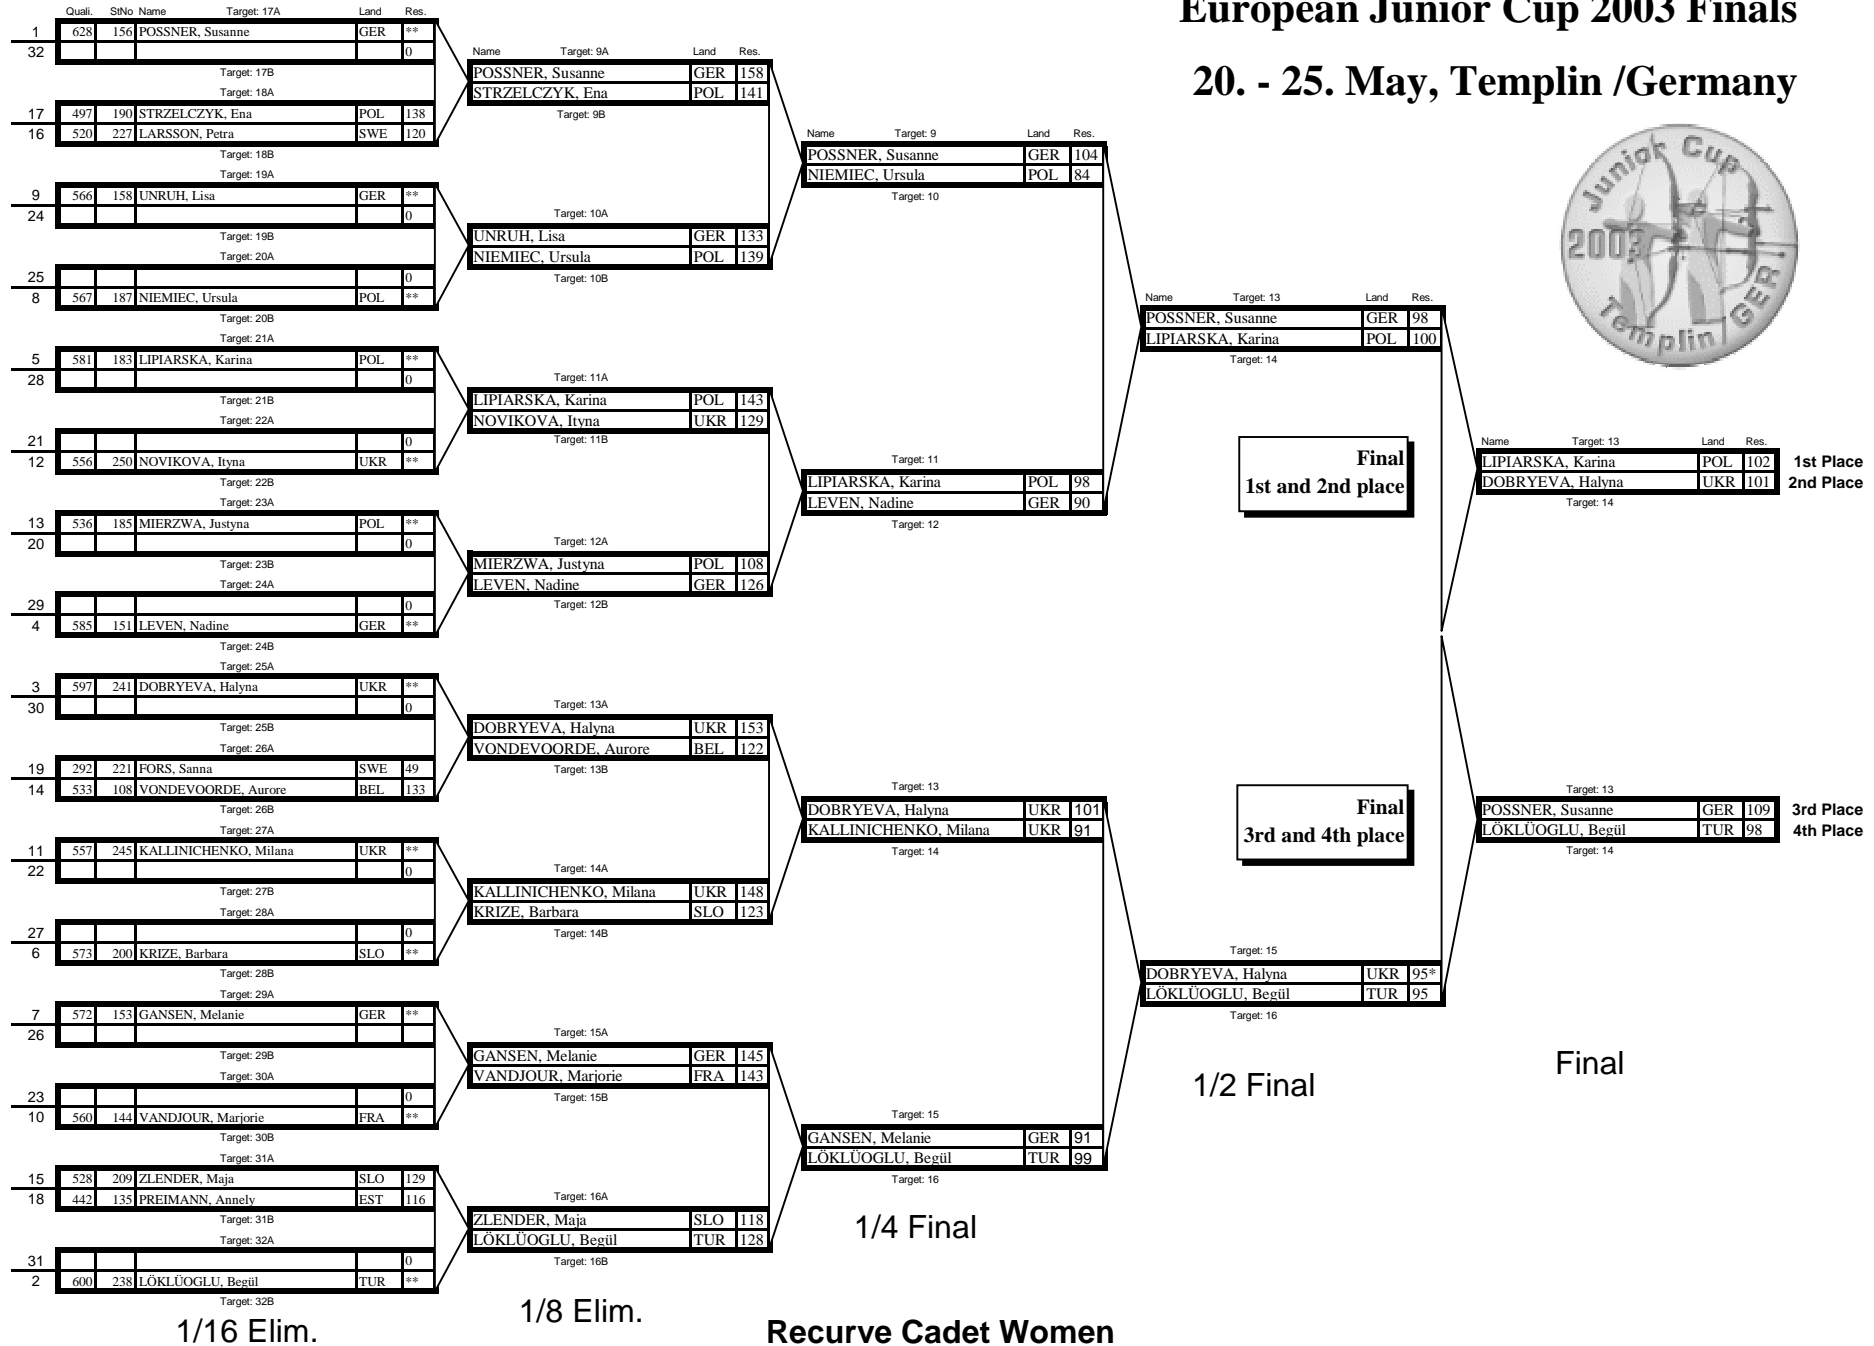 European Junior Cup 2003 Finals
20. - 25. May, Templin /Germany
Junior Cup
2003
Templin GER
Quali. StNo Name Target: 17A Land Res.
1 628 156 POSSNER, Susanne GER **
32 0
Target: 17B
Target: 18A
17 497 190 STRZELCZYK, Ena POL 138
16 520 227 LARSSON, Petra SWE 120
Target: 18B
Target: 19A
9 566 158 UNRUH, Lisa GER **
24 0
Target: 19B
Target: 20A
25 0
8 567 187 NIEMIEC, Ursula POL **
Target: 20B
Target: 21A
5 581 183 LIPIARSKA, Karina POL **
28 0
Target: 21B
Target: 22A
21 0
12 556 250 NOVIKOVA, Ityna UKR **
Target: 22B
Target: 23A
13 536 185 MIERZWA, Justyna POL **
20 0
Target: 23B
Target: 24A
29 0
4 585 151 LEVEN, Nadine GER **
Target: 24B
Target: 25A
3 597 241 DOBRYEVA, Halyna UKR **
30 0
Target: 25B
Target: 26A
19 292 221 FORS, Sanna SWE 49
14 533 108 VONDEVOORDE, Aurore BEL 133
Target: 26B
Target: 27A
11 557 245 KALLINICHENKO, Milana UKR **
22 0
Target: 27B
Target: 28A
27 0
6 573 200 KRIZE, Barbara SLO **
Target: 28B
Target: 29A
7 572 153 GANSEN, Melanie GER **
26
Target: 29B
Target: 30A
23 0
10 560 144 VANDJOUR, Marjorie FRA **
Target: 30B
Target: 31A
15 528 209 ZLENDER, Maja SLO 129
18 442 135 PREIMANN, Annely EST 116
Target: 31B
Target: 32A
31 0
2 600 238 LÖKLÜOGLU, Begül TUR **
Target: 32B
1/16 Elim.
Name Target: 9A Land Res.
POSSNER, Susanne GER 158
STRZELCZYK, Ena POL 141
Target: 9B
Target: 10A
UNRUH, Lisa GER 133
NIEMIEC, Ursula POL 139
Target: 10B
Target: 11A
LIPIARSKA, Karina POL 143
NOVIKOVA, Ityna UKR 129
Target: 11B
Target: 12A
MIERZWA, Justyna POL 108
LEVEN, Nadine GER 126
Target: 12B
Target: 13A
DOBRYEVA, Halyna UKR 153
VONDEVOORDE, Aurore BEL 122
Target: 13B
Target: 14A
KALLINICHENKO, Milana UKR 148
KRIZE, Barbara SLO 123
Target: 14B
Target: 15A
GANSEN, Melanie GER 145
VANDJOUR, Marjorie FRA 143
Target: 15B
Target: 16A
ZLENDER, Maja SLO 118
LÖKLÜOGLU, Begül TUR 128
Target: 16B
1/8 Elim.
Name Target: 9 Land Res.
POSSNER, Susanne GER 104
NIEMIEC, Ursula POL 84
Target: 10
Target: 11
LIPIARSKA, Karina POL 98
LEVEN, Nadine GER 90
Target: 12
Target: 13
DOBRYEVA, Halyna UKR 101
KALLINICHENKO, Milana UKR 91
Target: 14
Target: 15
GANSEN, Melanie GER 91
LÖKLÜOGLU, Begül TUR 99
Target: 16
1/4 Final
Name Target: 13 Land Res.
POSSNER, Susanne GER 98
LIPIARSKA, Karina POL 100
Target: 14
Target: 15
DOBRYEVA, Halyna UKR 95*
LÖKLÜOGLU, Begül TUR 95
Target: 16
1/2 Final
Final
1st and 2nd place
Name Target: 13 Land Res.
LIPIARSKA, Karina POL 102 1st Place
DOBRYEVA, Halyna UKR 101 2nd Place
Target: 14
Final
3rd and 4th place
Target: 13
POSSNER, Susanne GER 109 3rd Place
LÖKLÜOGLU, Begül TUR 98 4th Place
Target: 14
Final
Recurve Cadet Women